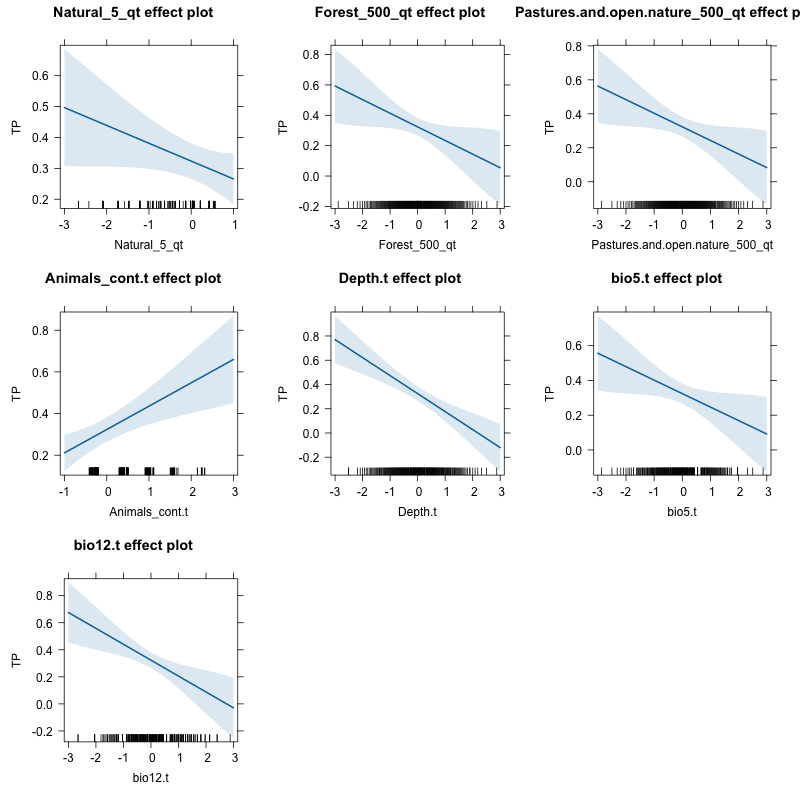 Natural_5_qt effect plot
TP
0.6
0.5
0.4
0.3
0.2
-3 -2 -1 0 1
Natural_5_qt
Forest_500_qt effect plot
TP
0.8
0.6
0.4
0.2
0.0
-0.2
-3 -2 -1 0 1 2 3
Forest_500_qt
Pastures.and.open.nature_500_qt effect p
TP
0.8
0.6
0.4
0.2
0.0
-3 -2 -1 0 1 2 3
Pastures.and.open.nature_500_qt
Animals_cont.t effect plot
TP
0.8
0.6
0.4
0.2
-1 0 1 2 3
Animals_cont.t
Depth.t effect plot
TP
0.8
0.6
0.4
0.2
0.0
-0.2
-3 -2 -1 0 1 2 3
Depth.t
bio5.t effect plot
TP
0.6
0.4
0.2
0.0
-3 -2 -1 0 1 2 3
bio5.t
bio12.t effect plot
TP
0.8
0.6
0.4
0.2
0.0
-0.2
-3 -2 -1 0 1 2 3
bio12.t